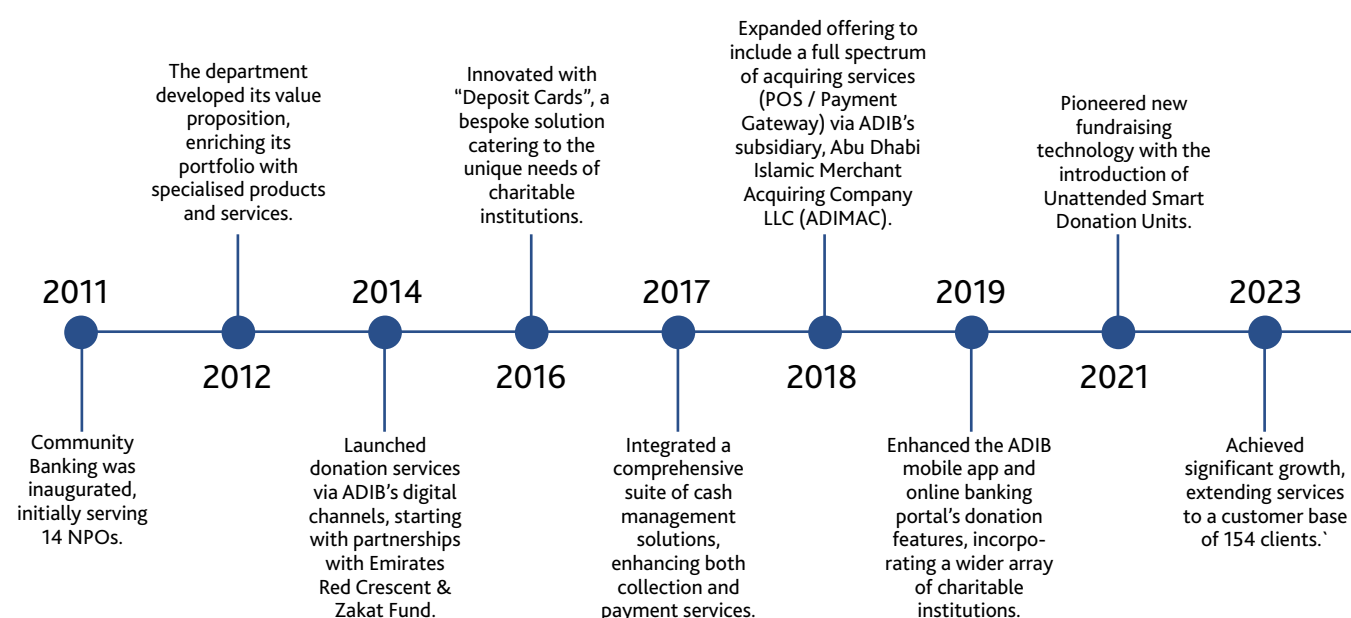 2011
Community
Banking was
inaugurated,
initially serving
14 NPOs.
The department
developed its value
proposition,
enriching its
portfolio with
specialised products
and services.
2012
2014
Launched
donation services
via ADIB’s digital
channels, starting
with partnerships
with Emirates
Red Crescent &
Zakat Fund.
Innovated with
“Deposit Cards”, a
bespoke solution
catering to the
unique needs of
charitable
institutions.
2016
2017
Integrated a
comprehensive
suite of cash
management
solutions,
enhancing both
collection and
payment services.
Expanded offering to
include a full spectrum
of acquiring services
(POS / Payment
Gateway) via ADIB’s
subsidiary, Abu Dhabi
Islamic Merchant
Acquiring Company
LLC (ADIMAC).
2018
2019
Enhanced the ADIB
mobile app and
online banking
portal’s donation
features, incorpo-
rating a wider array
of charitable
institutions.
Pioneered new
fundraising
technology with the
introduction of
Unattended Smart
Donation Units.
2021
2023
Achieved
significant growth,
extending services
to a customer base
of 154 clients.`